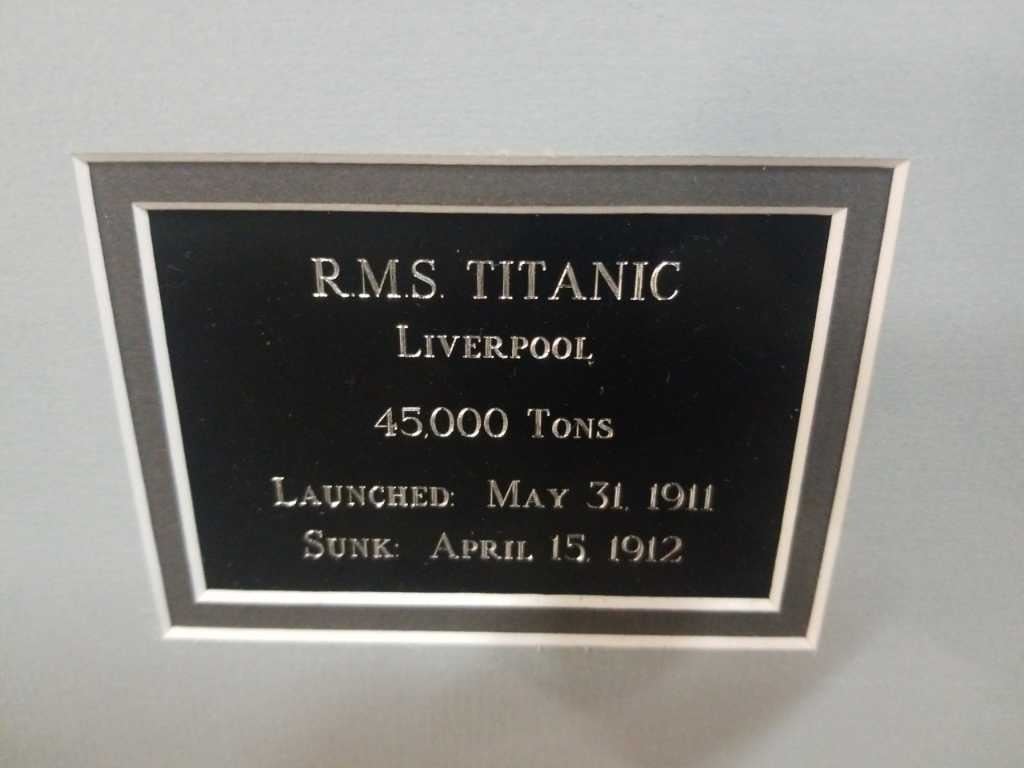 R.M.S. TITANIC
LIVERPOOL
45,000 TONS
LAUNCHED: MAY 31, 1911
SUNK: APRIL 15, 1912